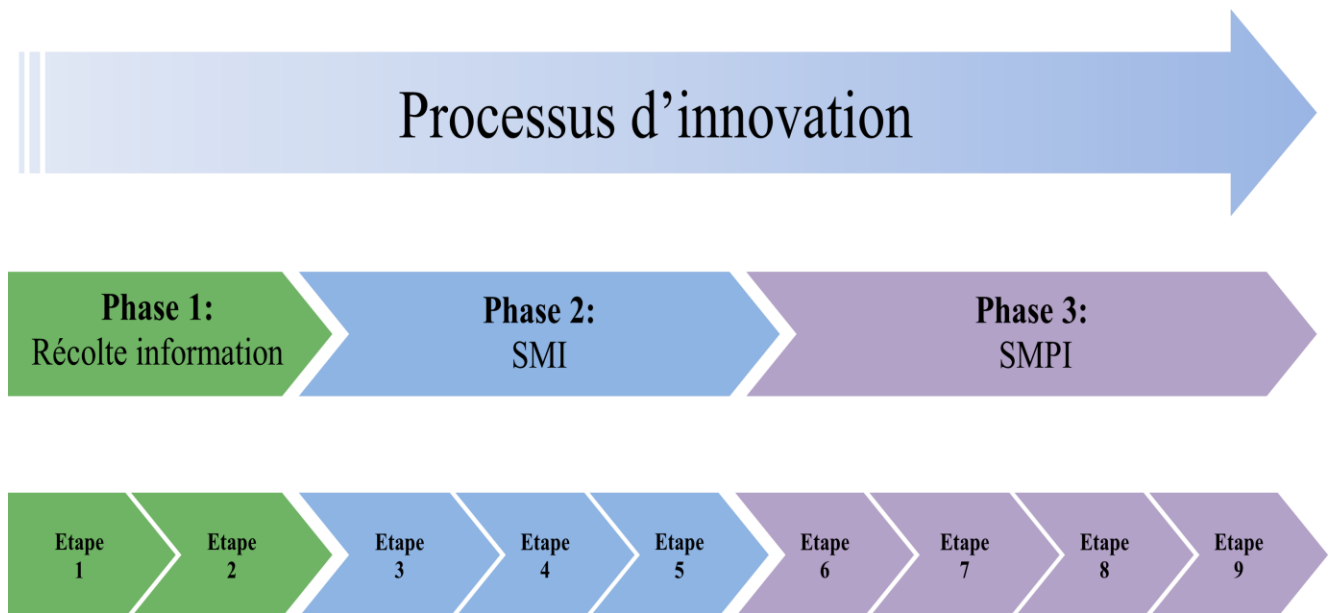 Processus d’innovation
Phase 1:
Récolte information
Phase 2:
SMI
Phase 3:
SMPI
Etape
1
Etape
2
Etape
3
Etape
4
Etape
5
Etape
6
Etape
7
Etape
8
Etape
9